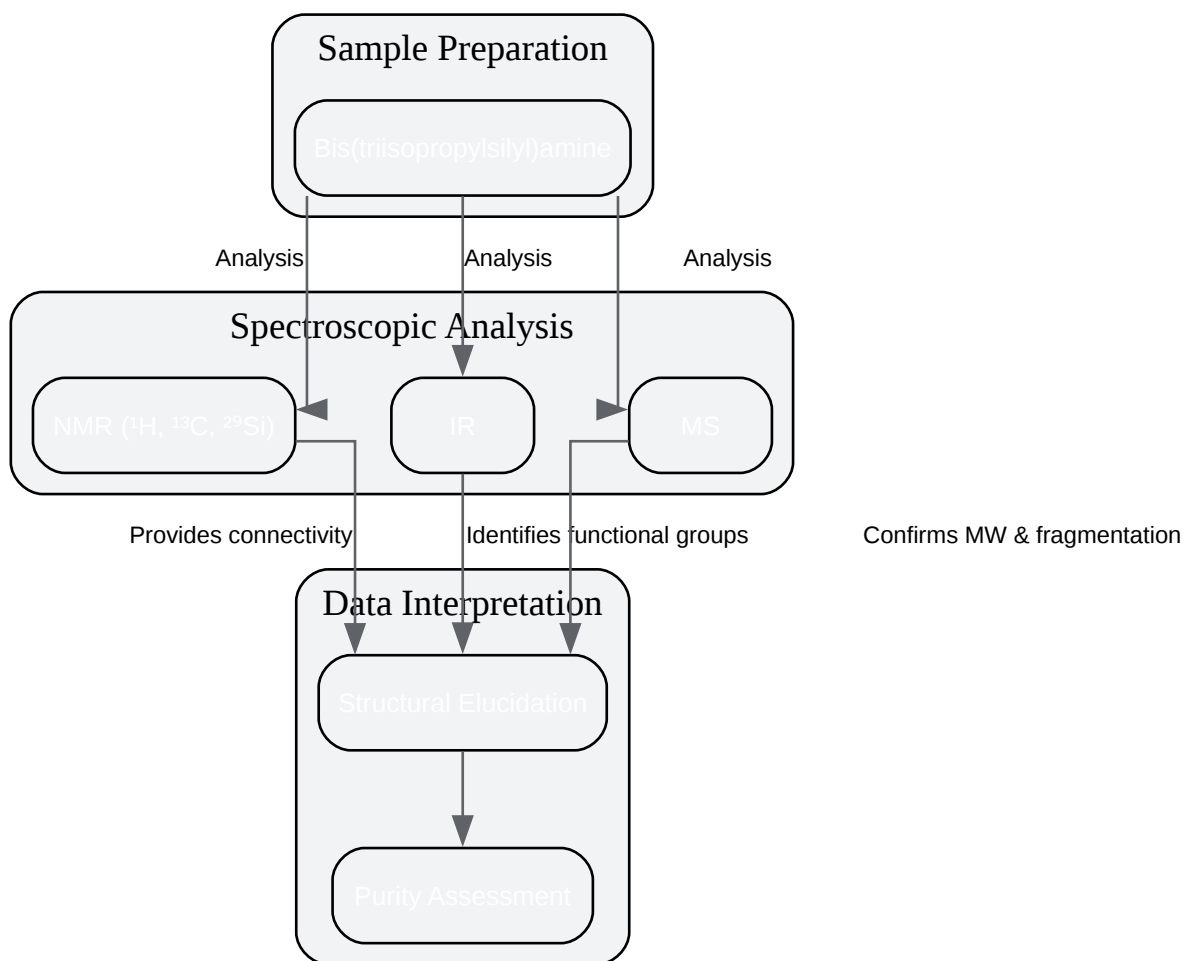 Sample Preparation
Bis(triisopropylsilyl)amine
Analysis
Analysis
Analysis
Spectroscopic Analysis
NMR (¹H, ¹³C, ²⁹Si)
IR
MS
Provides connectivity
Identifies functional groups
Confirms MW & fragmentation
Data Interpretation
Structural Elucidation
Purity Assessment